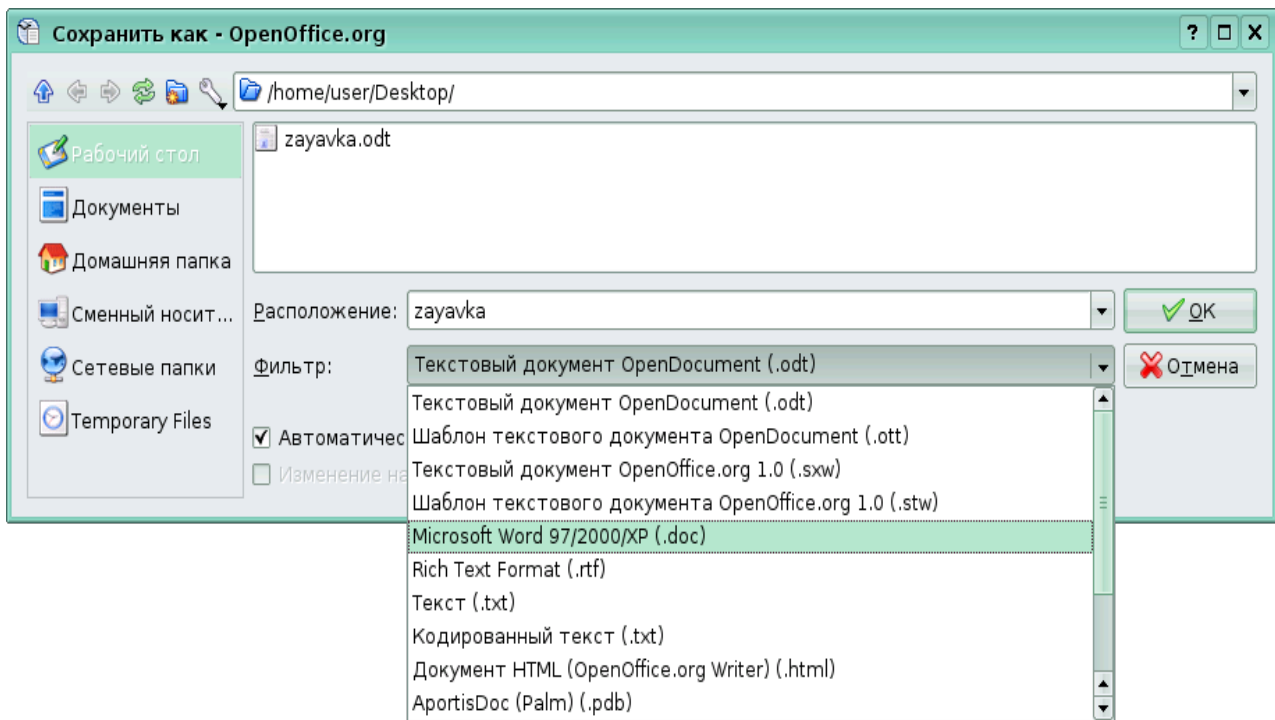 Сохранить как - OpenOffice.org
/home/user/Desktop/
Рабочий стол
Документы
Домашняя папка
Сменный носит...
Сетевые папки
Temporary Files
zayavka.odt
Расположение:
zayavka
OK
Фильтр:
Текстовый документ OpenDocument (.odt)
Отмена
Автоматичес
Изменение на
Текстовый документ OpenDocument (.odt)
Шаблон текстового документа OpenDocument (.ott)
Текстовый документ OpenOffice.org 1.0 (.sxw)
Шаблон текстового документа OpenOffice.org 1.0 (.stw)
Microsoft Word 97/2000/XP (.doc)
Rich Text Format (.rtf)
Текст (.txt)
Кодированный текст (.txt)
Документ HTML (OpenOffice.org Writer) (.html)
AportisDoc (Palm) (.pdb)